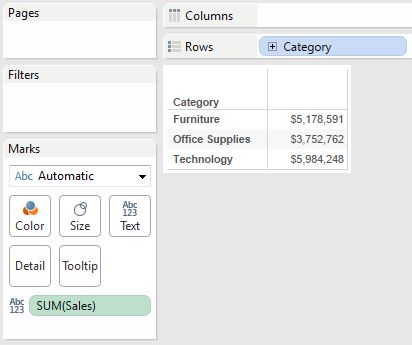 Pages
Columns
Rows
Category
Filters
Category
Furniture $5,178,591
Office Supplies $3,752,762
Technology $5,984,248
Marks
Abc Automatic
Color
Size
Abc
123
Text
Detail
Tooltip
Abc
123
SUM(Sales)